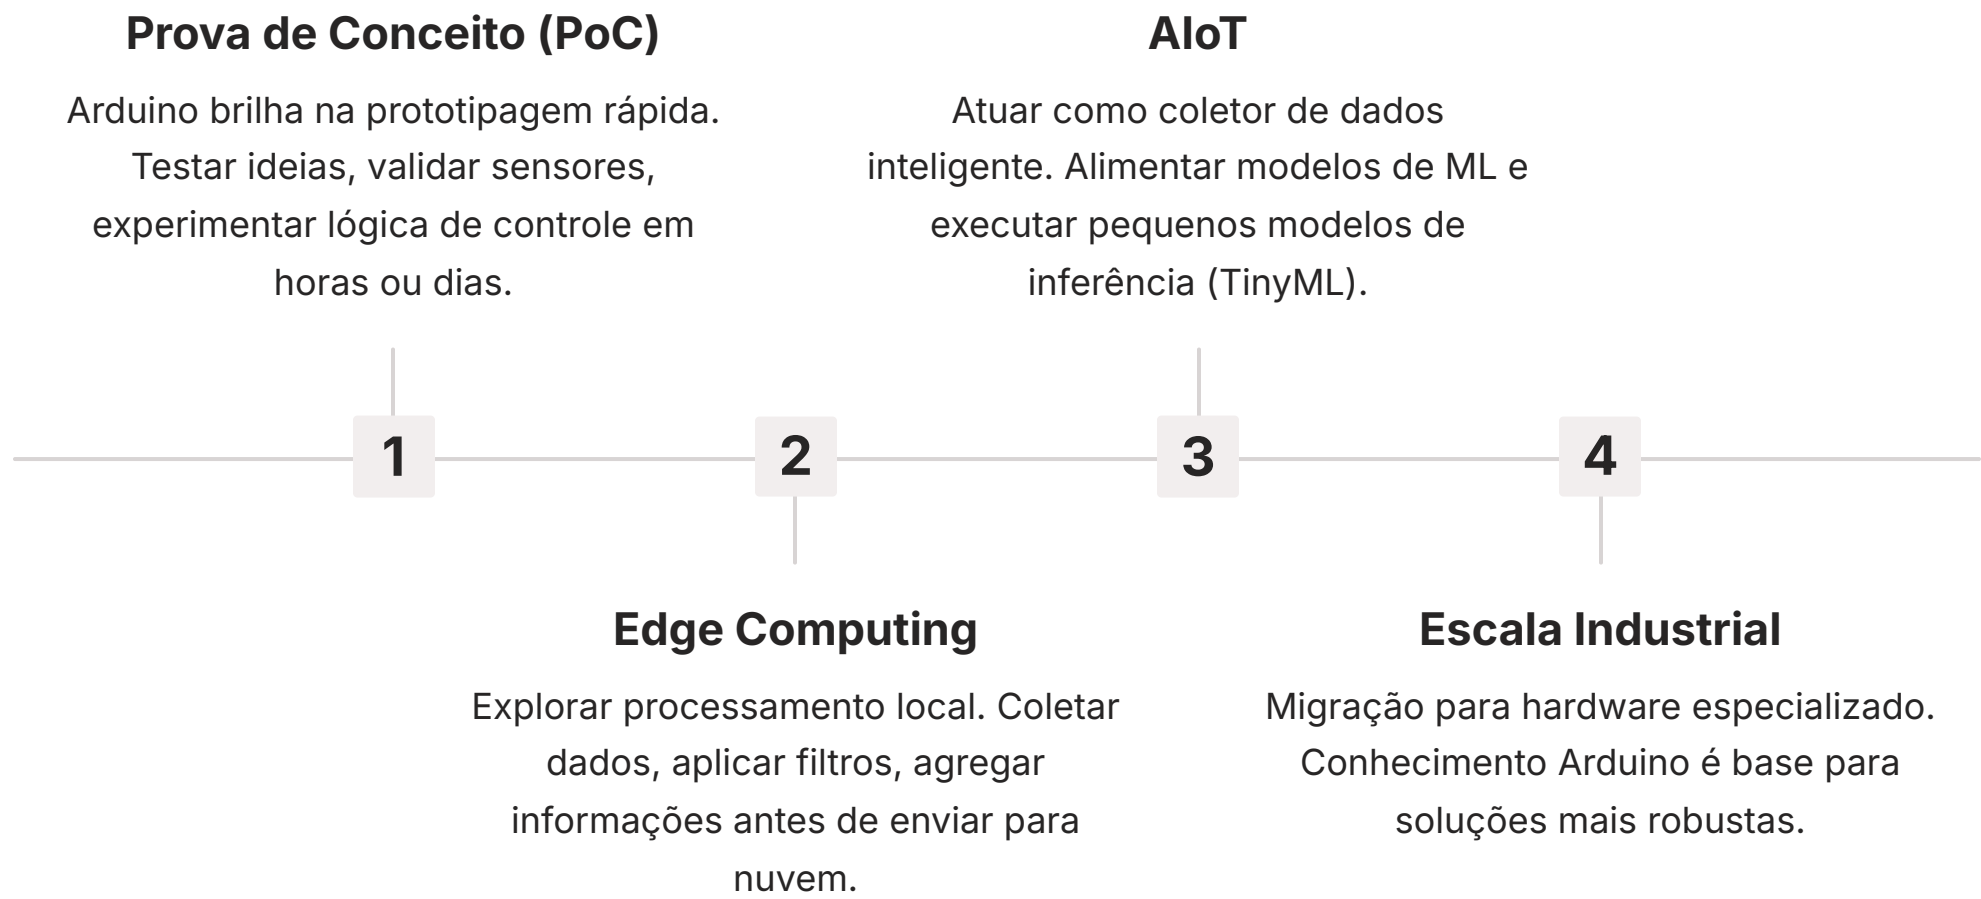 Prova de Conceito (PoC)
Arduino brilha na prototipagem rápida.
Testar ideias, validar sensores,
experimentar lógica de controle em
horas ou dias.
AIoT
Atuar como coletor de dados
inteligente. Alimentar modelos de ML e
executar pequenos modelos de
inferência (TinyML).
1
2
3
4
Edge Computing
Explorar processamento local. Coletar
dados, aplicar filtros, agregar
informações antes de enviar para
nuvem.
Escala Industrial
Migração para hardware especializado.
Conhecimento Arduino é base para
soluções mais robustas.